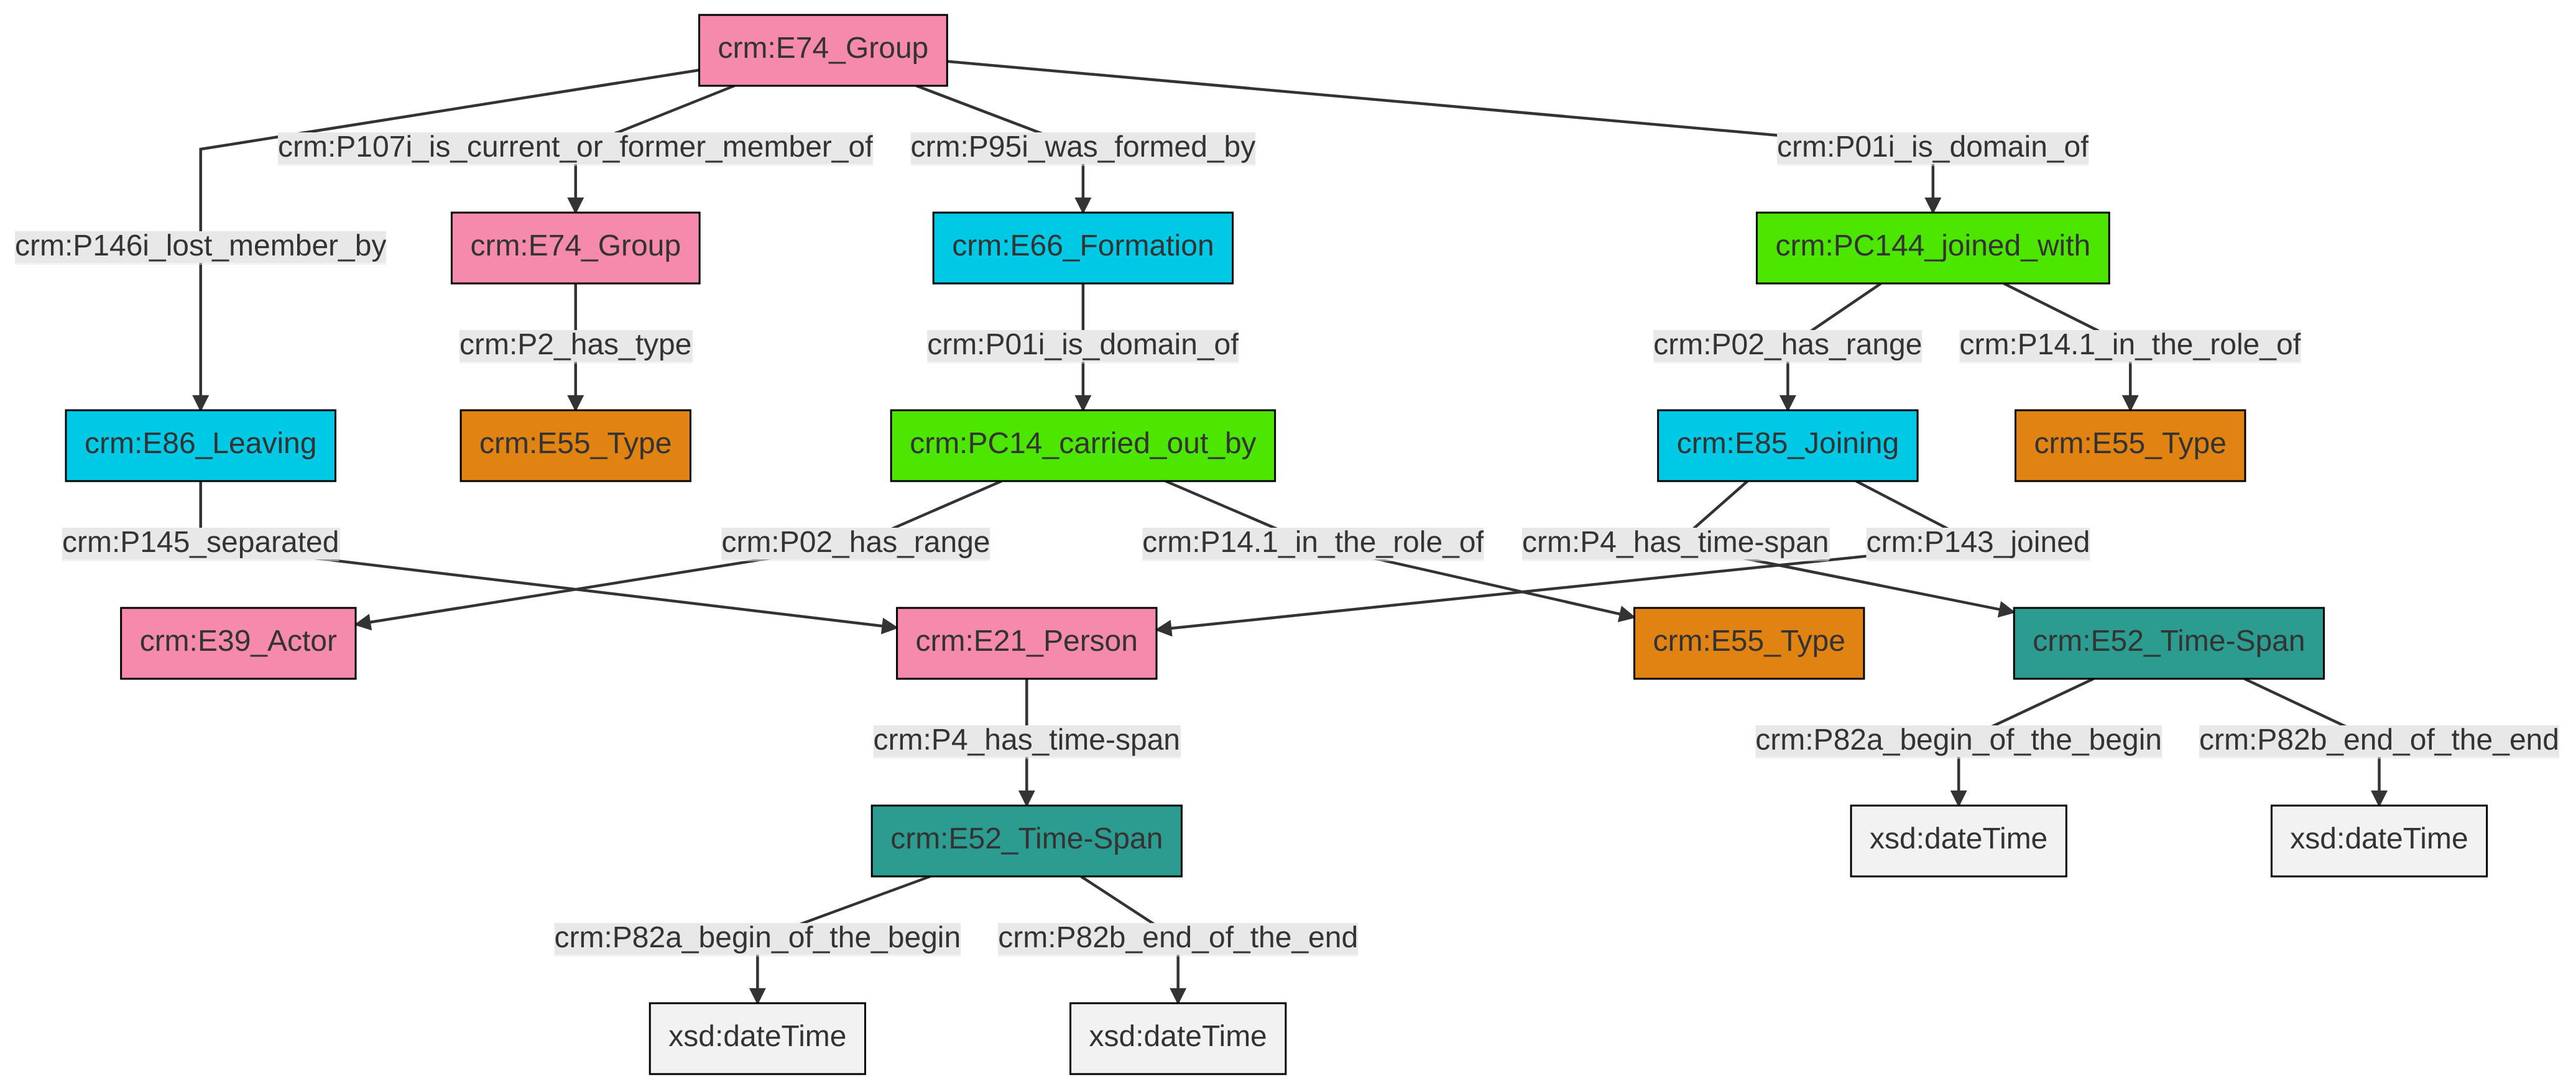 crm:E74_Group
crm:P107i_is_current_or_former_member_of
crm:P95i_was_formed_by
crm:P01i_is_domain_of
crm:P146i_lost_member_by
crm:E74_Group
crm:E66_Formation
crm:PC144_joined_with
crm:P2_has_type
crm:P01i_is_domain_of
crm:P02_has_range
crm:P14.1_in_the_role_of
crm:E86_Leaving
crm:E55_Type
crm:PC14_carried_out_by
crm:E85_Joining
crm:E55_Type
crm:P145_separated
crm:P02_has_range
crm:P14.1_in_the_role_of
crm:P4_has_time-span
crm:P143_joined
crm:E39_Actor
crm:E21_Person
crm:E55_Type
crm:E52_Time-Span
crm:P4_has_time-span
crm:P82a_begin_of_the_begin
crm:P82b_end_of_the_end
crm:E52_Time-Span
xsd:dateTime
xsd:dateTime
crm:P82a_begin_of_the_begin
crm:P82b_end_of_the_end
xsd:dateTime
xsd:dateTime